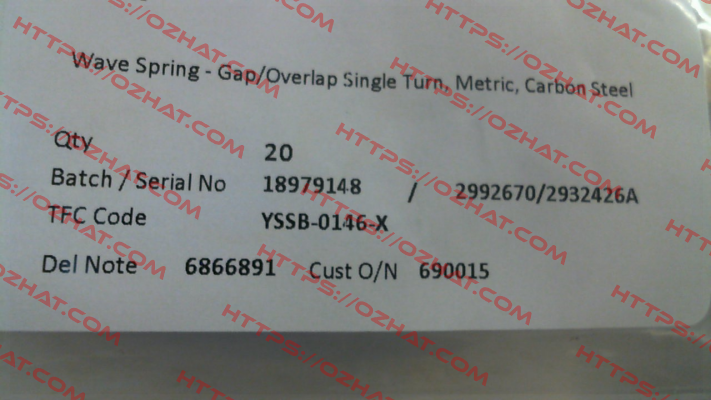 Wave Spring - Gap/Overlap Single Turn, Metric, Carbon Steel
Qty 20
Batch / Serial No 18979148 / 2992670/2932426A
TFC Code YSSB-0146-X
Del Note 6866891 Cust O/N 690015
HTTPS://OZHAT.COM